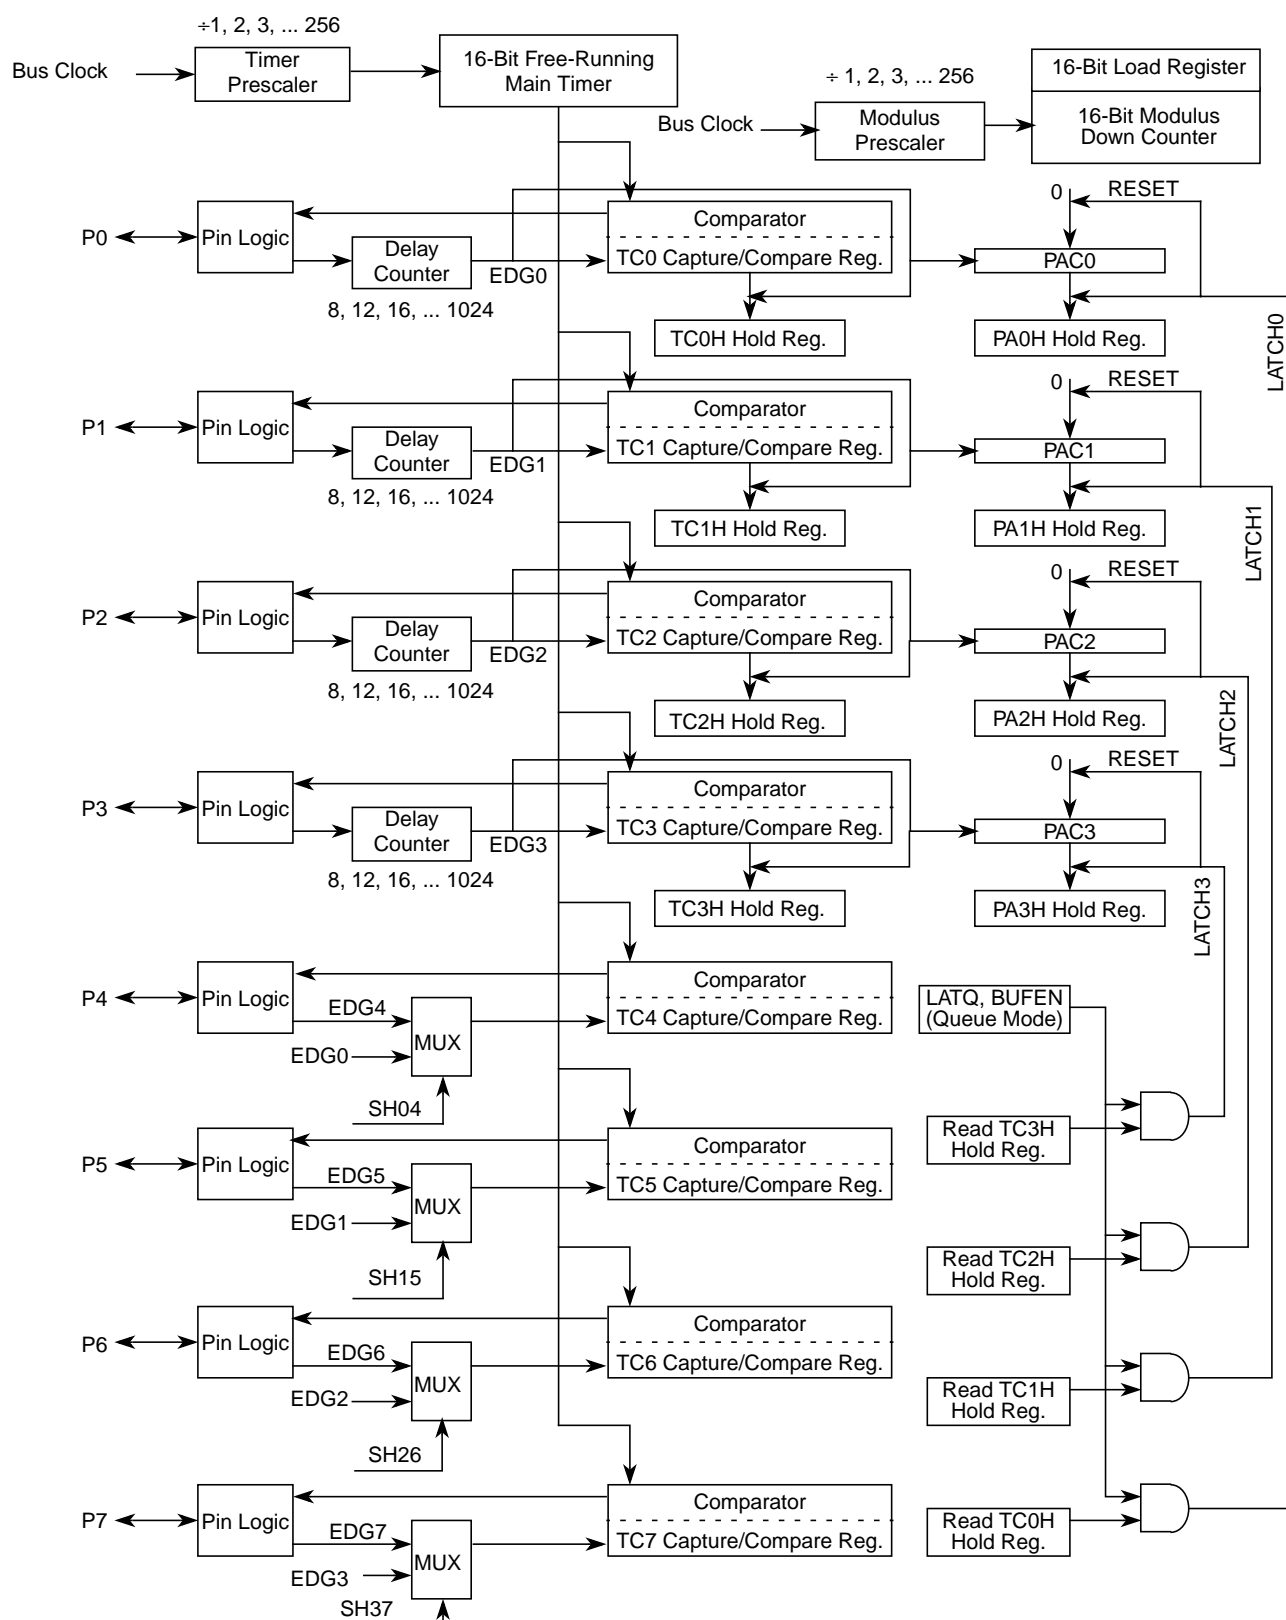 ÷1, 2, 3, ... 256
Bus Clock
Timer
Prescaler
16-Bit Free-Running
Main Timer
÷ 1, 2, 3, ... 256
Bus Clock
Modulus
Prescaler
16-Bit Load Register
16-Bit Modulus
Down Counter
P0
Pin Logic
Delay
Counter
8, 12, 16, ... 1024
EDG0
Comparator
TC0 Capture/Compare Reg.
TC0H Hold Reg.
0
RESET
PAC0
PA0H Hold Reg.
LATCH0
P1
Pin Logic
Delay
Counter
8, 12, 16, ... 1024
EDG1
Comparator
TC1 Capture/Compare Reg.
TC1H Hold Reg.
0
RESET
PAC1
PA1H Hold Reg.
LATCH1
P2
Pin Logic
Delay
Counter
8, 12, 16, ... 1024
EDG2
Comparator
TC2 Capture/Compare Reg.
TC2H Hold Reg.
0
RESET
PAC2
PA2H Hold Reg.
LATCH2
P3
Pin Logic
Delay
Counter
8, 12, 16, ... 1024
EDG3
Comparator
TC3 Capture/Compare Reg.
TC3H Hold Reg.
0
RESET
PAC3
PA3H Hold Reg.
LATCH3
P4
Pin Logic
EDG4
EDG0
MUX
SH04
Comparator
TC4 Capture/Compare Reg.
LATQ, BUFEN
(Queue Mode)
Read TC3H
Hold Reg.
P5
Pin Logic
EDG5
EDG1
MUX
SH15
Comparator
TC5 Capture/Compare Reg.
Read TC2H
Hold Reg.
P6
Pin Logic
EDG6
EDG2
MUX
SH26
Comparator
TC6 Capture/Compare Reg.
Read TC1H
Hold Reg.
P7
Pin Logic
EDG7
EDG3
MUX
SH37
Comparator
TC7 Capture/Compare Reg.
Read TC0H
Hold Reg.